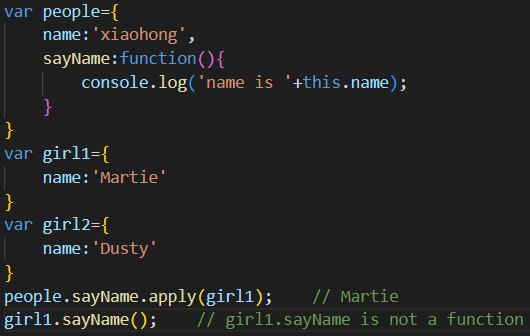 var people={
    name:'xiaohong',
    sayName:function(){
        console.log('name is '+this.name);
    }
}
var girl1={
    name:'Martie'
}
var girl2={
    name:'Dusty'
}
people.sayName.apply(girl1);    // Martie
girl1.sayName();    // girl1.sayName is not a function